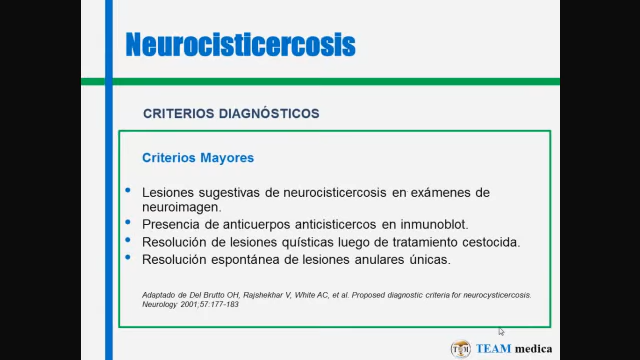 Neurocisticercosis
CRITERIOS DIAGNÓSTICOS
Criterios Mayores
• Lesiones sugestivas de neurocisticercosis en exámenes de
neuroimagen.
• Presencia de anticuerpos anticisticercos en inmunoblot.
• Resolución de lesiones quísticas luego de tratamiento cestocida.
• Resolución espontánea de lesiones anulares únicas.
Adaptado de Del Brutto OH, Rajshekhar V, White AC, et al. Proposed diagnostic criteria for neurocysticercosis.
Neurology 2001;57:177-183
TEAM medica